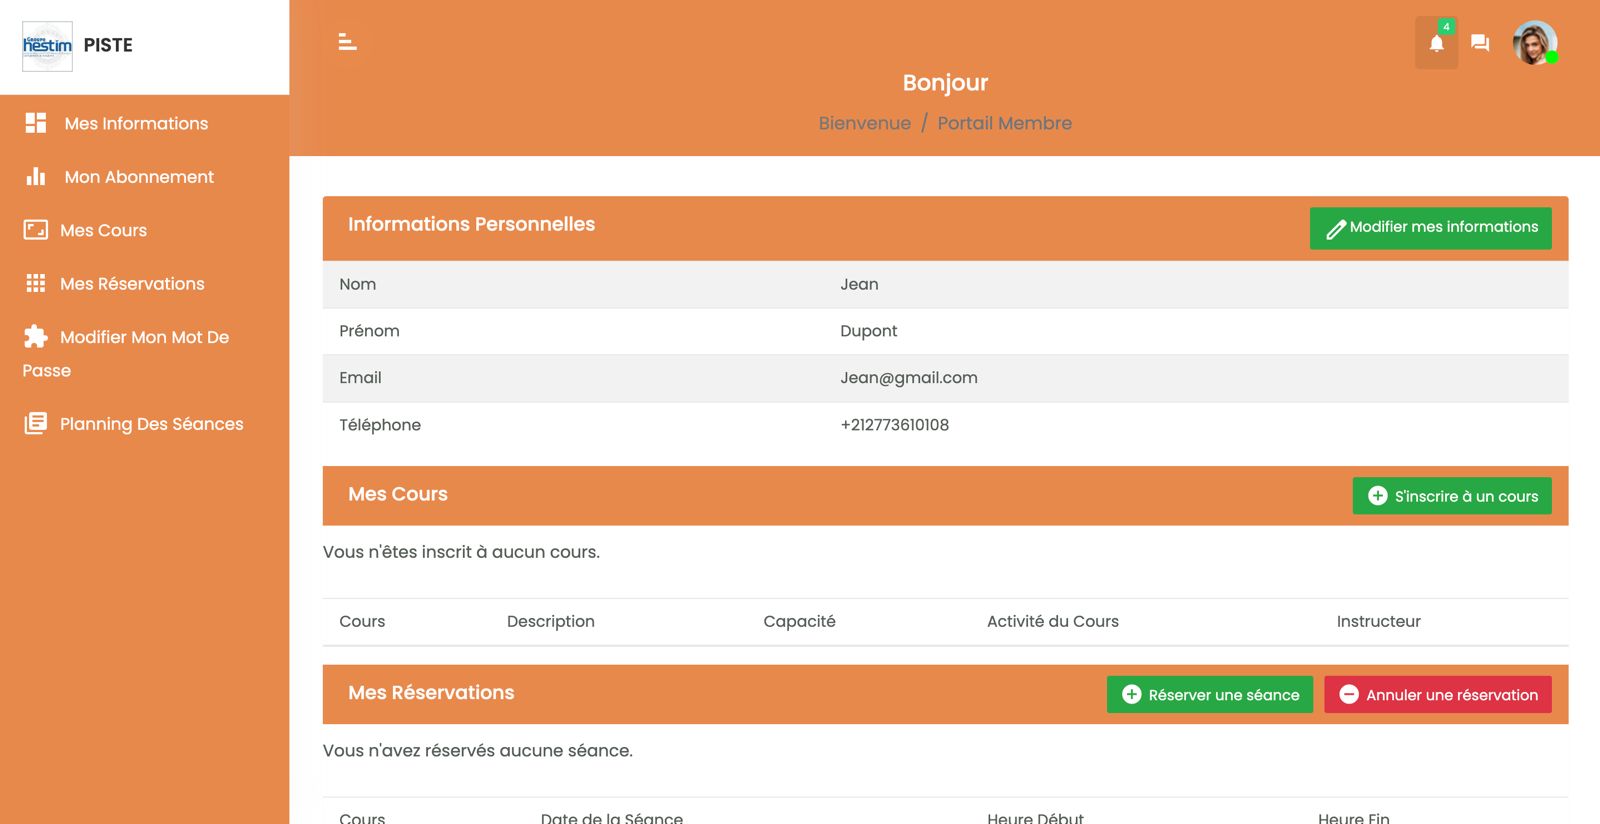 Groupe
hestim
PISTE
4
Bonjour
Bienvenue / Portail Membre
Mes Informations
Mon Abonnement
Mes Cours
Mes Réservations
Modifier Mon Mot De
Passe
Planning Des Séances
Informations Personnelles
Modifier mes informations
Nom Jean
Prénom Dupont
Email Jean@gmail.com
Téléphone +212773610108
Mes Cours
S'inscrire à un cours
Vous n'êtes inscrit à aucun cours.
Cours Description Capacité Activité du Cours Instructeur
Mes Réservations
Réserver une séance Annuler une réservation
Vous n'avez réservés aucune séance.
Cours Date de la Séance Heure Début Heure Fin